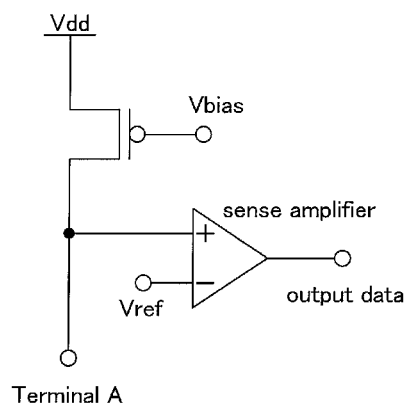 Vdd
Vbias
sense amplifier
+
−
Vref
output data
Terminal A